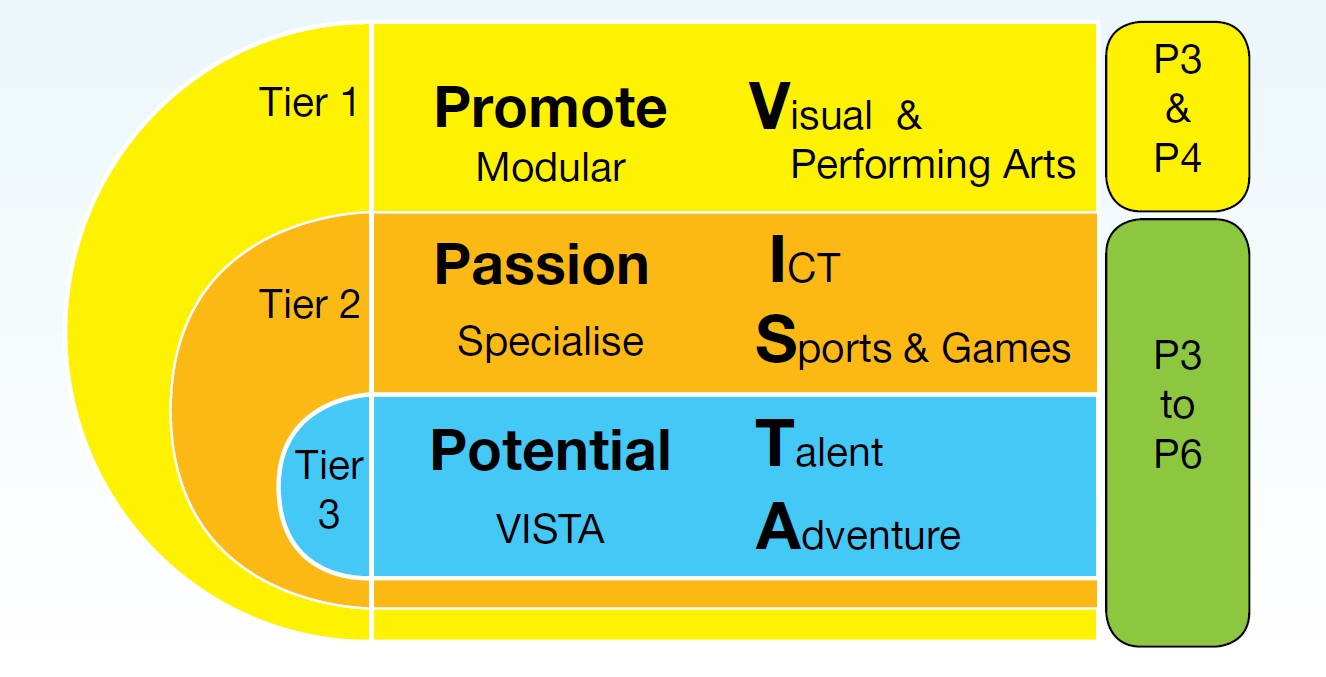 Tier 1
Promote
Modular
Visual &
Performing Arts
P3
&
P4
Tier 2
Passion
Specialise
ICT
Sports & Games
Tier
3
Potential
VISTA
Talent
Adventure
P3
to
P6